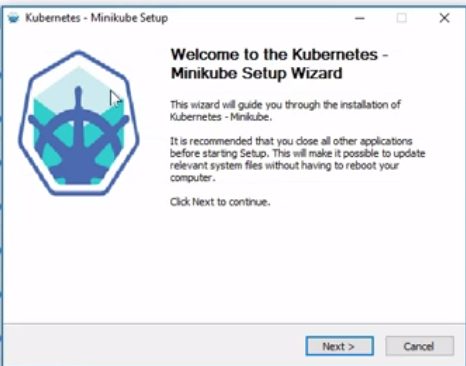 Kubernetes - Minikube Setup
Welcome to the Kubernetes -
Minikube Setup Wizard
This wizard will guide you through the installation of
Kubernetes - Minikube.
It is recommended that you close all other applications
before starting Setup. This will make it possible to update
relevant system files without having to reboot your
computer.
Click Next to continue.
Next >
Cancel